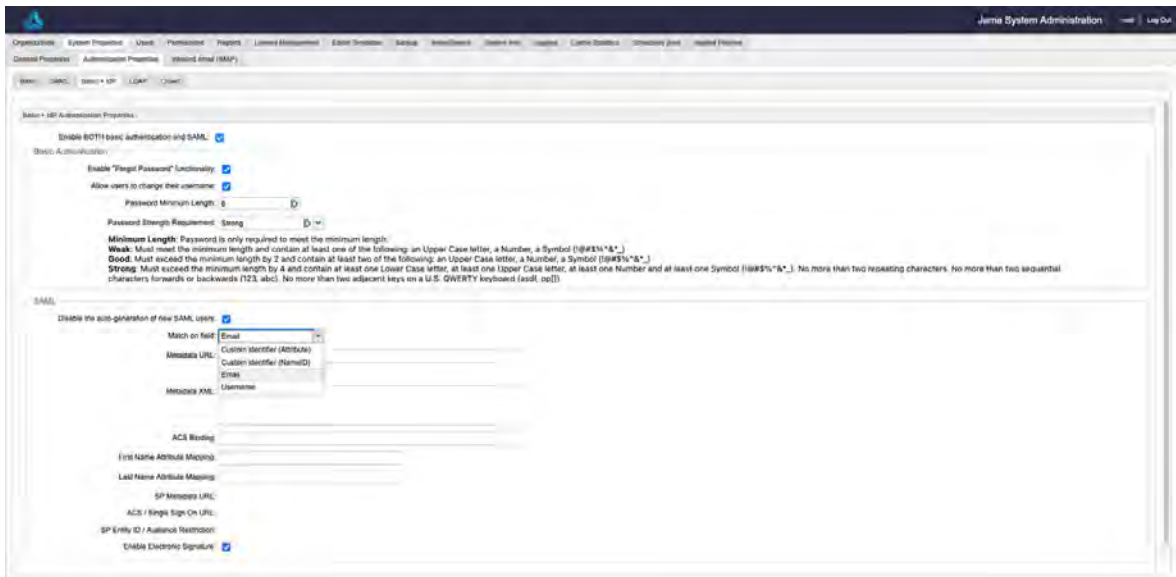 Jama System Administration root Log Out
Organizations System Properties Users Permissions Reports License Management Editor Templates Backup Index/Search System Info Logging Cache Statistics Scheduled Jobs
General Properties Authentication Properties Inbound Email (IMAP)
Basic SAML Basic + IdP LDAP Crowd
Basic + IdP Authentication Properties
Enable BOTH basic authentication and SAML:
Basic Authentication
Enable "Forgot Password" functionality:
Allow users to change their username:
Password Minimum Length:
Password Strength Requirement: Strong
Minimum Length: Password is only required to meet the minimum length.
Weak: Must meet the minimum length and contain at least one of the following: an Upper Case letter, a Number, a Symbol (!@#$%^&*_)
Good: Must exceed the minimum length by 2 and contain at least two of the following: an Upper Case letter, a Number, a Symbol (!@#$%^&*_)
Strong: Must exceed the minimum length by 4 and contain at least one Lower Case letter, at least one Upper Case letter, at least one Number and at least one Symbol (!@#$%^&*_). No more than two repeating characters. No more than two sequential
characters forwards or backwards (123, abc). No more than two adjacent keys on a U.S. QWERTY keyboard (asdf, op[])
SAML
Disable the auto-generation of new SAML users:
Match on field: Email
Custom identifier (Attribute)
Metadata URL:
Custom identifier (NameID)
Email
Username
Metadata XML:
ACS Binding:
First Name Attribute Mapping:
Last Name Attribute Mapping:
SP Metadata URL:
ACS / Single Sign On URL:
SP Entity ID / Audience Restriction:
Enable Electronic Signature: